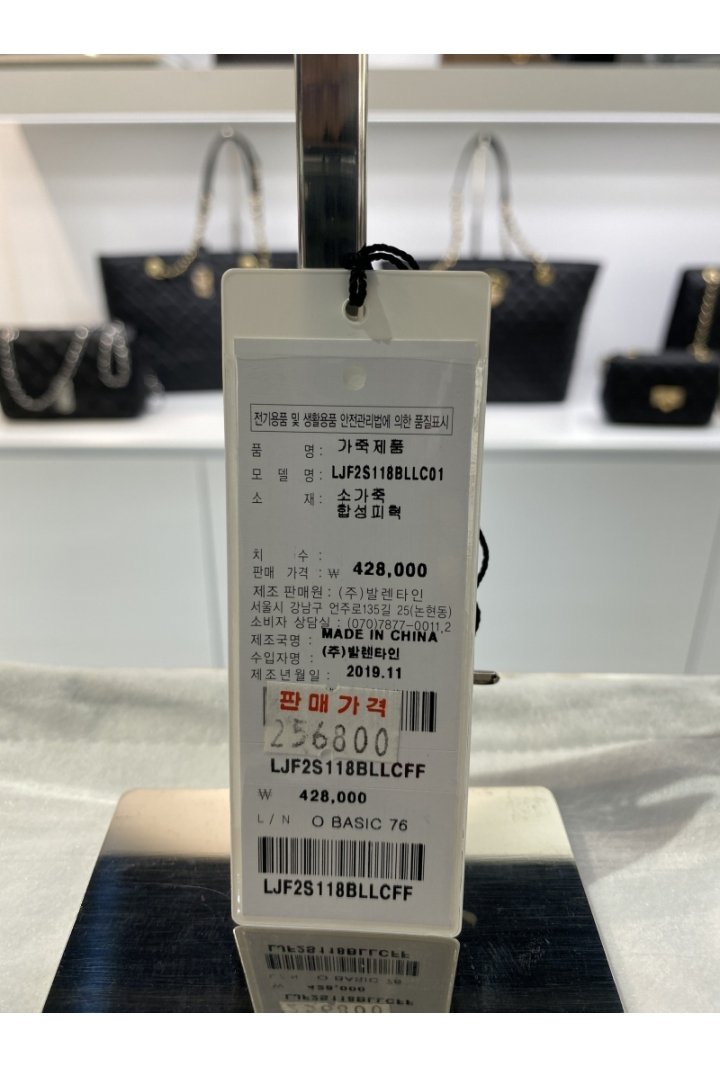 전기용품 및 생활용품 안전관리법에 의한 품질표시
품 명 : 가죽제품
모 델 명 : LJF2S118BLLC01
소 재 : 소가죽
합성피혁
치 수 :
판매 가격 : ₩ 428,000
제조 판매원 : (주)발렌타인
서울시 강남구 언주로135길 25(논현동)
소비자 상담실 : (070)7877-0011,2
제조국명 : MADE IN CHINA
수입자명 : (주)발렌타인
제조년월일 : 2019.11
판매가격
256800
LJF2S118BLLCFF
₩ 428,000
L/N O BASIC 76
LJF2S118BLLCFF